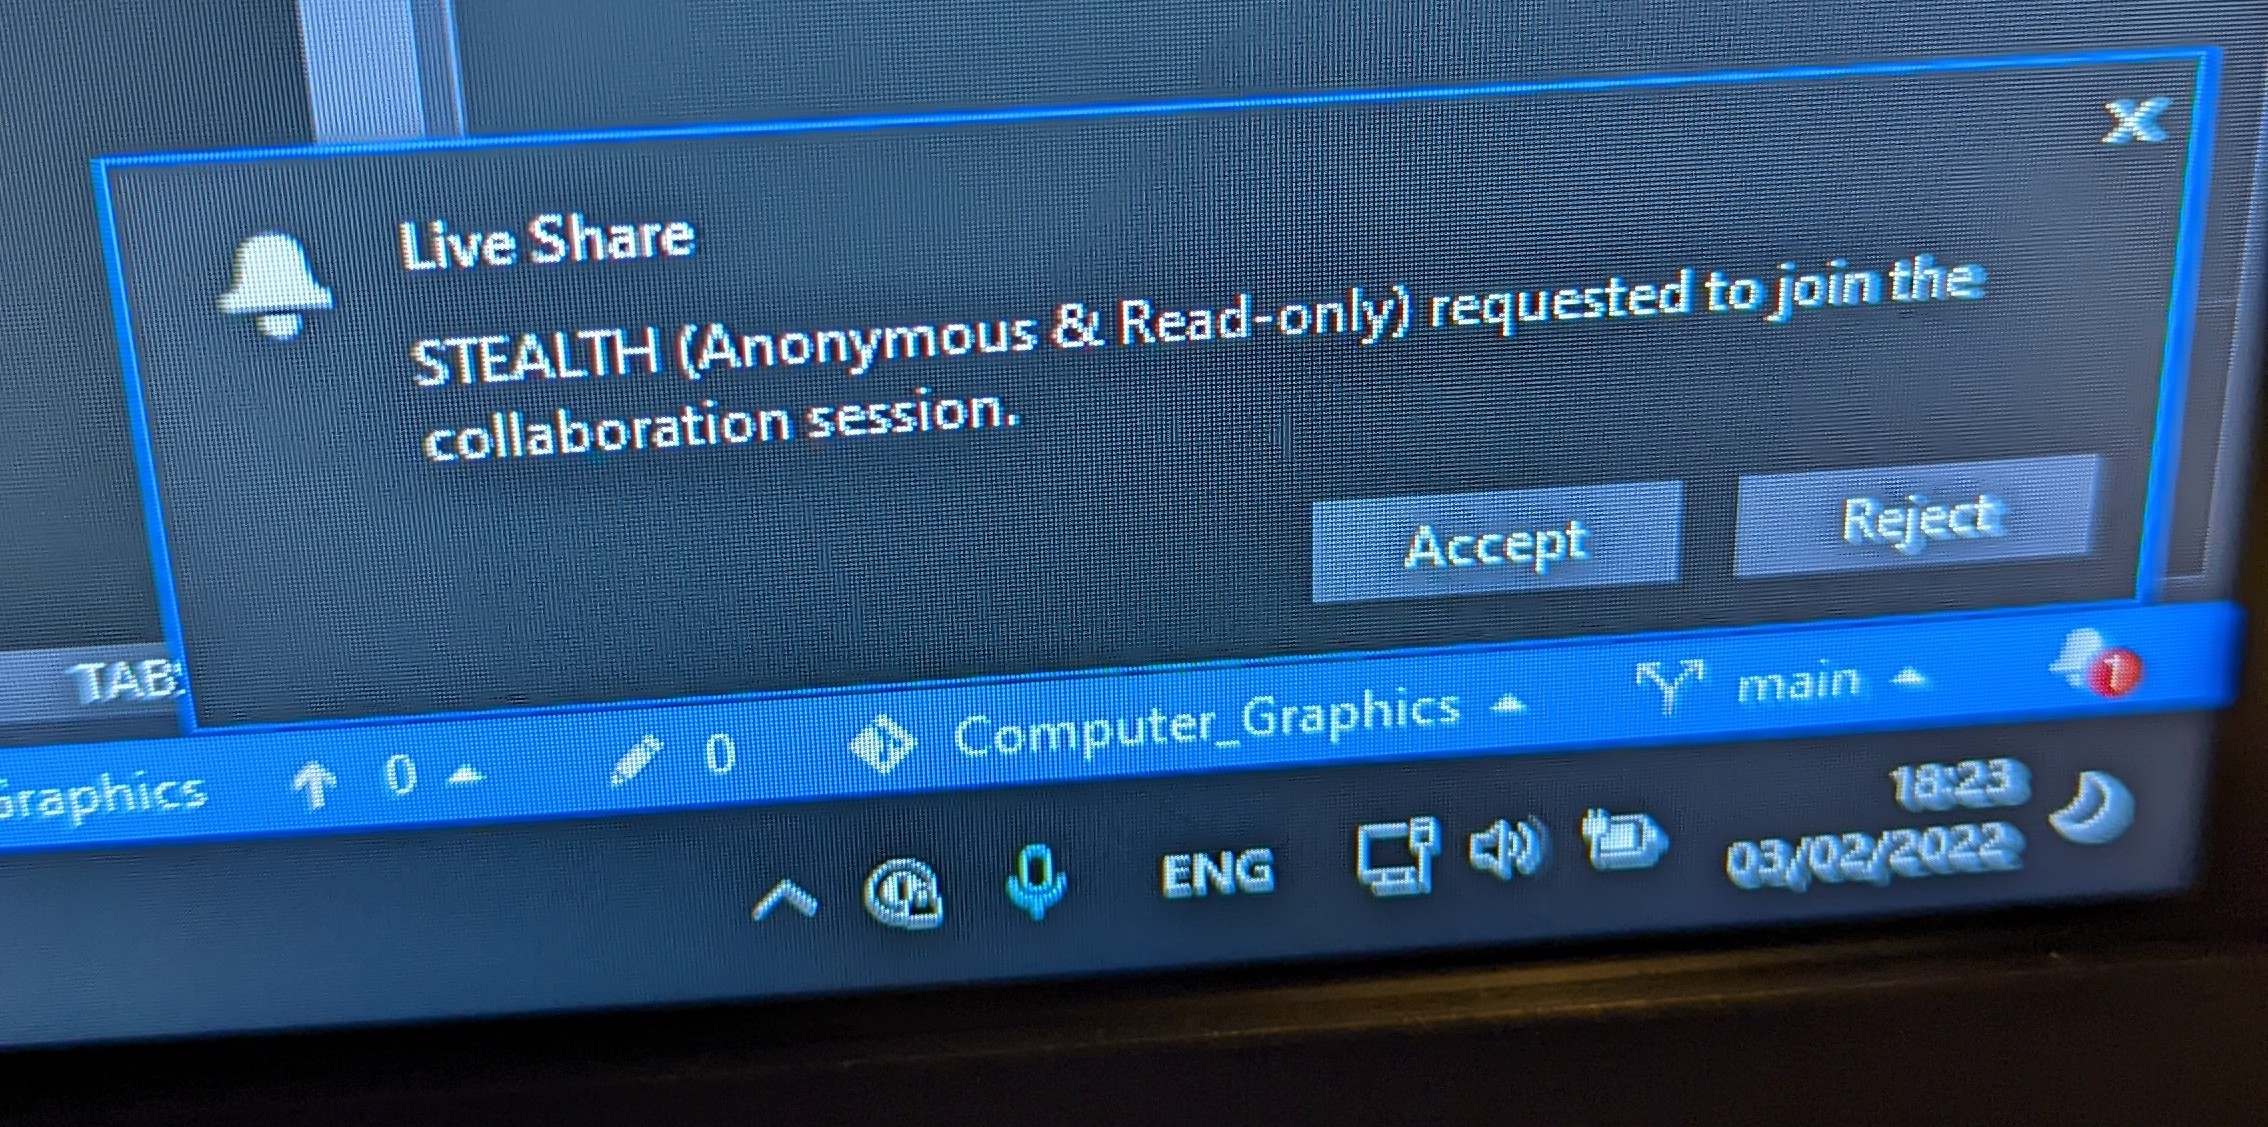 Live Share
STEALTH (Anonymous & Read-only) requested to join the
collaboration session.
Accept Reject
TABS
Graphics 0 0 Computer_Graphics main 1
ENG
18:23
03/02/2022